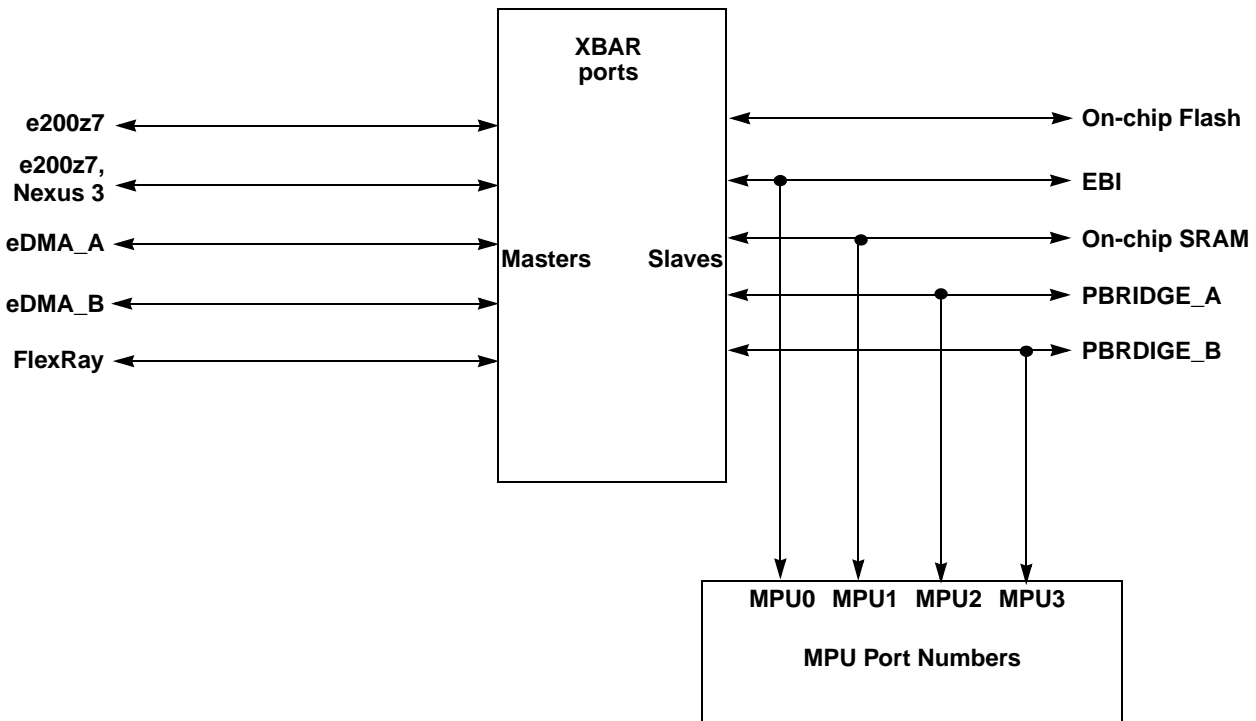 XBAR
ports
e200z7
e200z7,
Nexus 3
eDMA_A
eDMA_B
FlexRay
Masters
Slaves
On-chip Flash
EBI
On-chip SRAM
PBRIDGE_A
PBRDIGE_B
MPU0 MPU1 MPU2 MPU3
MPU Port Numbers